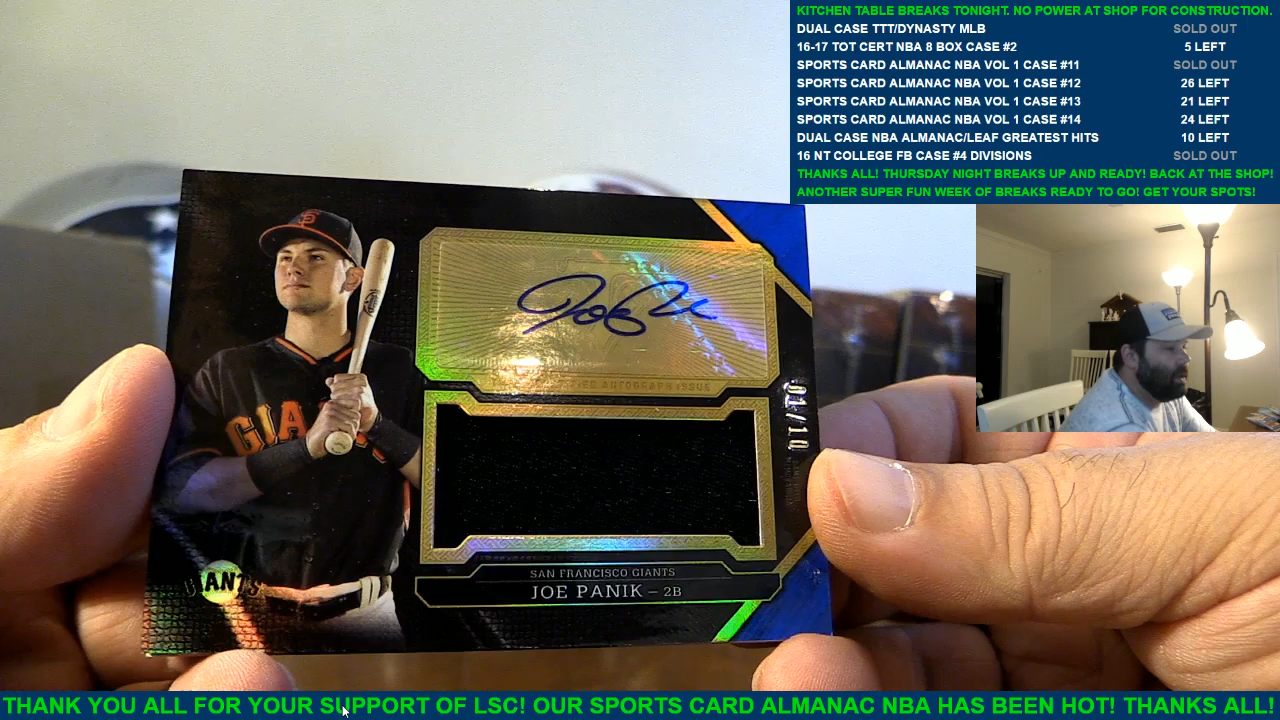 KITCHEN TABLE BREAKS TONIGHT. NO POWER AT SHOP FOR CONSTRUCTION.
DUAL CASE TTT/DYNASTY MLB SOLD OUT
16-17 TOT CERT NBA 8 BOX CASE #2 5 LEFT
SPORTS CARD ALMANAC NBA VOL 1 CASE #11 SOLD OUT
SPORTS CARD ALMANAC NBA VOL 1 CASE #12 26 LEFT
SPORTS CARD ALMANAC NBA VOL 1 CASE #13 21 LEFT
SPORTS CARD ALMANAC NBA VOL 1 CASE #14 24 LEFT
DUAL CASE NBA ALMANAC/LEAF GREATEST HITS 10 LEFT
16 NT COLLEGE FB CASE #4 DIVISIONS SOLD OUT
THANKS ALL! THURSDAY NIGHT BREAKS UP AND READY! BACK AT THE SHOP!
ANOTHER SUPER FUN WEEK OF BREAKS READY TO GO! GET YOUR SPOTS!
SF
GIA
AUTOGRAPH ISSUE
01/10
GIANTS
SAN FRANCISCO GIANTS
JOE PANIK – 2B
THANK YOU ALL FOR YOUR SUPPORT OF LSC! OUR SPORTS CARD ALMANAC NBA HAS BEEN HOT! THANKS ALL!